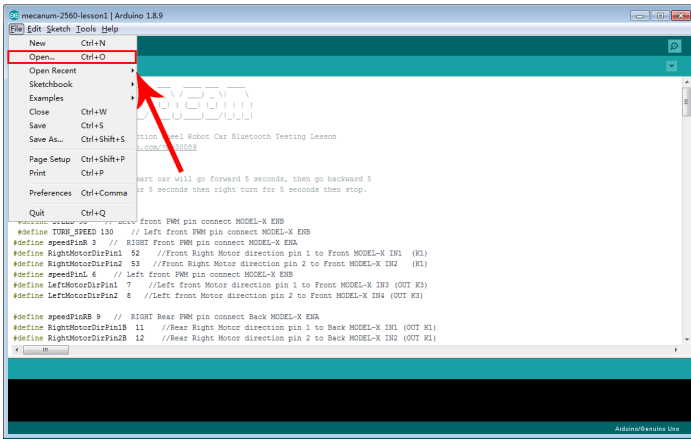 mecanum-2560-lesson1 | Arduino 1.8.9
File Edit Sketch Tools Help
New Ctrl+N
Open... Ctrl+O
Open Recent
Sketchbook
Examples
Close Ctrl+W
Save Ctrl+S
Save As... Ctrl+Shift+S
Page Setup Ctrl+Shift+P
Print Ctrl+P
Preferences Ctrl+Comma
Quit Ctrl+Q
Robot Car Bluetooth Testing Lesson
car will go forward 5 seconds, then go backward 5
5 seconds then right turn for 5 seconds then stop.
front PWM pin connect MODEL-X ENB
#define TURN_SPEED 130 // Left front PWM pin connect MODEL-X ENB
#define speedPinR 3 // RIGHT Front PWM pin connect MODEL-X ENA
#define RightMotorDirPin1 52 //Front Right Motor direction pin 1 to Front MODEL-X IN1 (K1)
#define RightMotorDirPin2 53 //Front Right Motor direction pin 2 to Front MODEL-X IN2 (K1)
#define speedPinL 6 // Left front PWM pin connect MODEL-X ENB
#define LeftMotorDirPin1 7 //Left front Motor direction pin 1 to Front MODEL-X IN3 (OUT K3)
#define LeftMotorDirPin2 8 //Left front Motor direction pin 2 to Front MODEL-X IN4 (OUT K3)
#define speedPinRB 9 // RIGHT Rear PWM pin connect Back MODEL-X ENA
#define RightMotorDirPin1B 11 //Rear Right Motor direction pin 1 to Back MODEL-X IN1 (OUT K1)
#define RightMotorDirPin2B 12 //Rear Right Motor direction pin 2 to Back MODEL-X IN2 (OUT K1)
Arduino/Genuino Uno